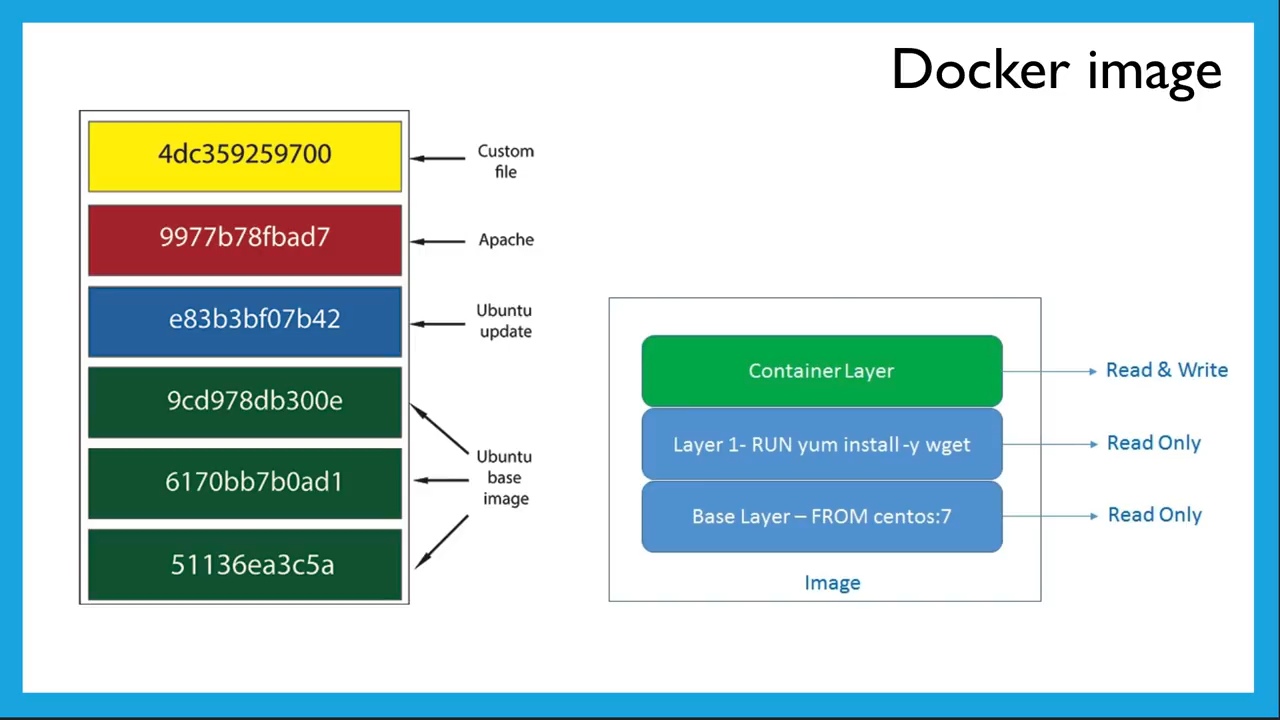 Docker image
4dc359259700
Custom
file
9977b78fbad7
Apache
e83b3bf07b42
Ubuntu
update
9cd978db300e
6170bb7b0ad1
Ubuntu
base
image
51136ea3c5a
Container Layer
Read & Write
Layer 1- RUN yum install -y wget
Read Only
Base Layer – FROM centos:7
Read Only
Image